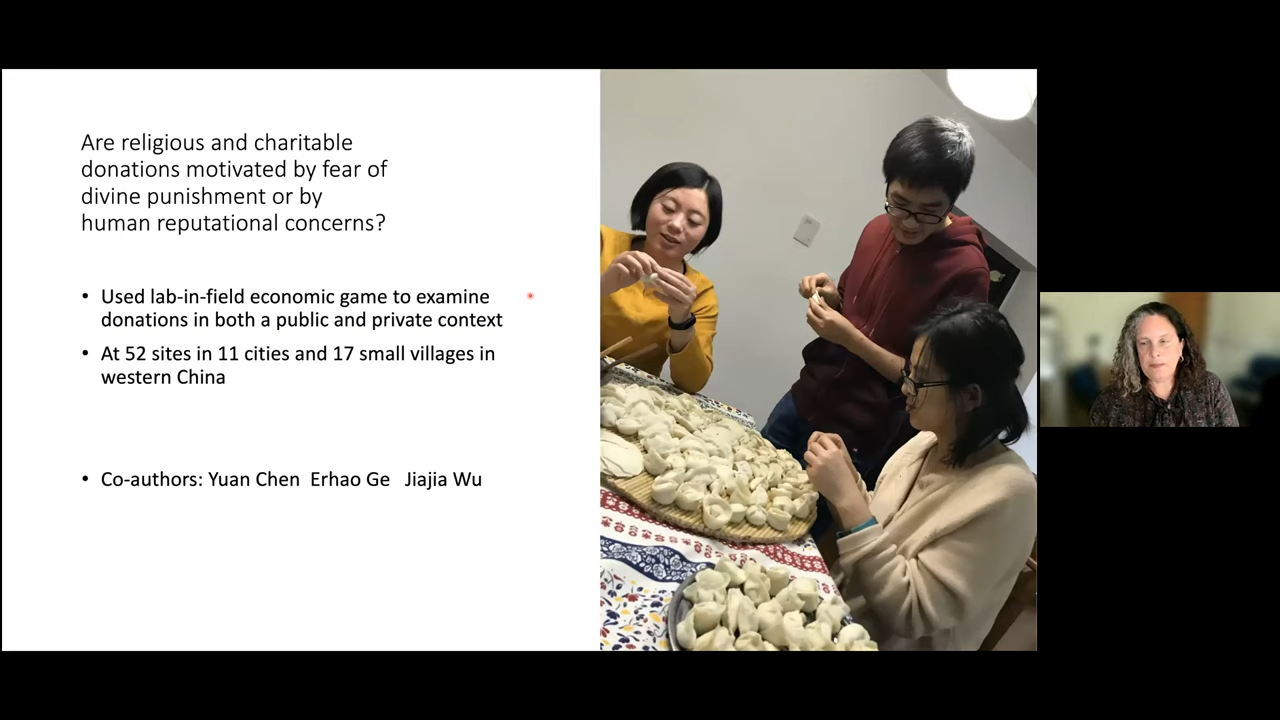 Are religious and charitable
donations motivated by fear of
divine punishment or by
human reputational concerns?
• Used lab-in-field economic game to examine
donations in both a public and private context
• At 52 sites in 11 cities and 17 small villages in
western China
• Co-authors: Yuan Chen  Erhao Ge   Jiajia Wu